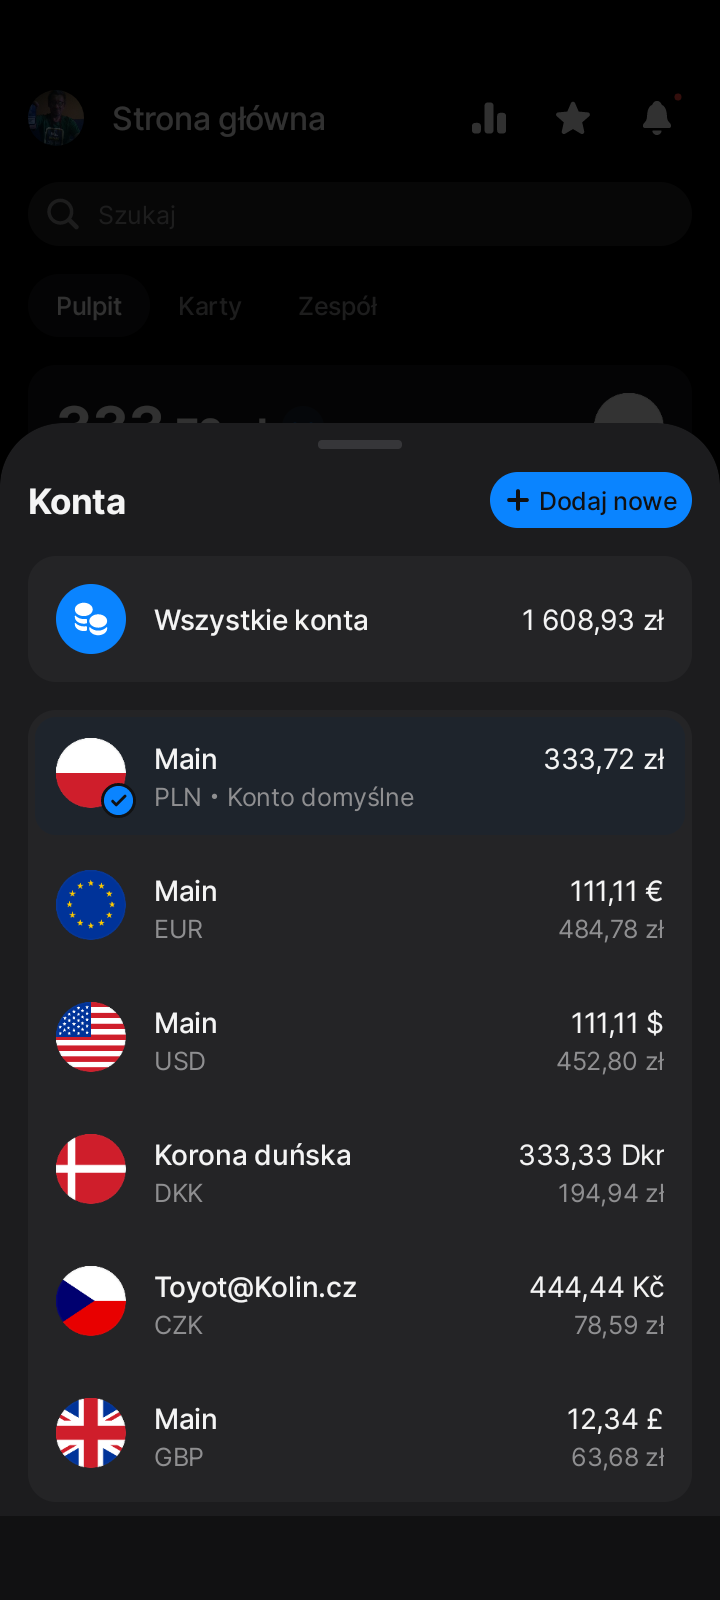 Strona główna
Szukaj
Pulpit Karty Zespół
Konta
Dodaj nowe
Wszystkie konta 1 608,93 zł
Main 333,72 zł
PLN • Konto domyślne
Main 111,11 €
EUR 484,78 zł
Main 111,11 $
USD 452,80 zł
Korona duńska 333,33 Dkr
DKK 194,94 zł
Toyot@Kolin.cz 444,44 Kč
CZK 78,59 zł
Main 12,34 £
GBP 63,68 zł